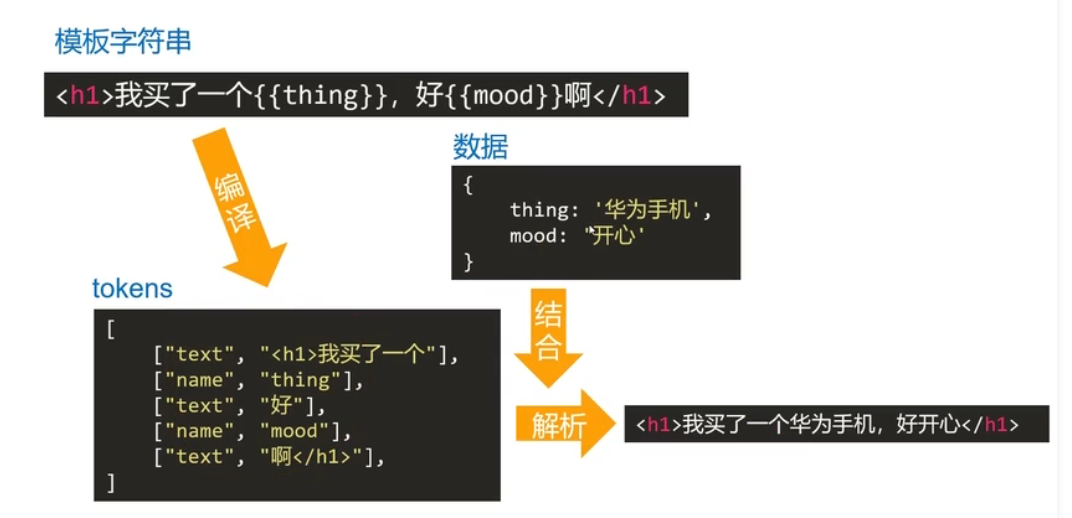 模板字符串
<h1>我买了一个{{thing}}，好{{mood}}啊</h1>
编译
数据
{
thing: '华为手机',
mood: '开心'
}
tokens
[
["text", "<h1>我买了一个"],
["name", "thing"],
["text", "好"],
["name", "mood"],
["text", "啊</h1>"],
]
结合
解析
<h1>我买了一个华为手机，好开心</h1>